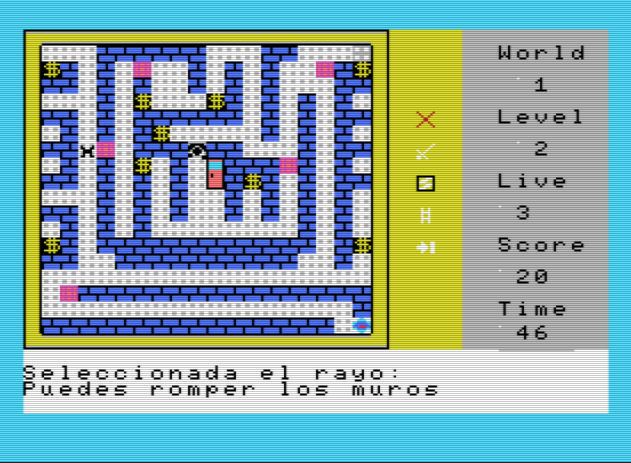 World
1
Level
2
Live
3
Score
20
Time
46
Seleccionada el rayo:
Puedes romper los muros